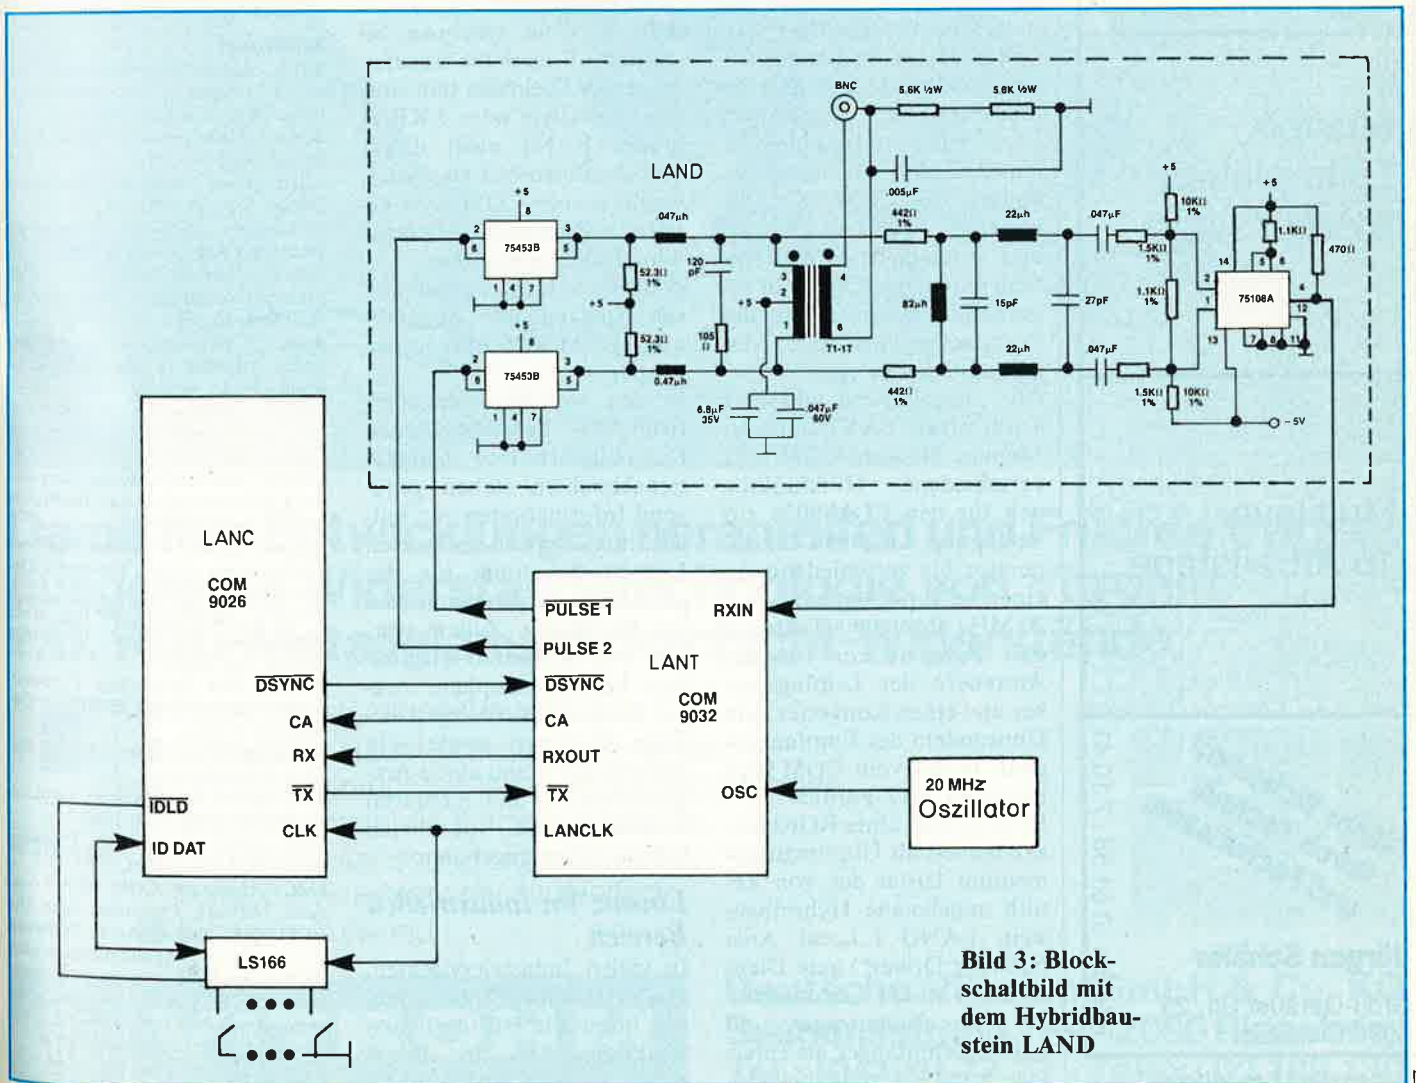 BNC
5.6K ½W
5.6K ½W
LAND
.005µF
+5
+5
+5
8
.047µh
442Ω
1%
22µh
.047µF
10KΩ
1%
1.1KΩ
2
6
75453B
3
5
120
pF
1.5KΩ
1%
14
5
6
470Ω
1
4
7
52.3Ω
1%
+5
3
2
1
4
6
+5
82µh
15pF
27pF
1.1KΩ
1%
2
1
75108A
4
12
+5
8
52.3Ω
1%
105
Ω
T1-1T
22µh
.047µF
13
7
8
11
2
6
75453B
3
5
0.47µh
442Ω
1%
1.5KΩ
1%
10KΩ
1%
1
4
7
6.8µF
35V
.047µF
50V
-5V
LANC
COM
9026
DSYNC
CA
RX
TX
IDLD
CLK
ID DAT
PULSE 1
PULSE 2
DSYNC
CA
RXOUT
TX
LANCLK
LANT
COM
9032
RXIN
OSC
20 MHz
Oszillator
LS166
Bild 3: Block-
schaltbild mit
dem Hybridbau-
stein LAND